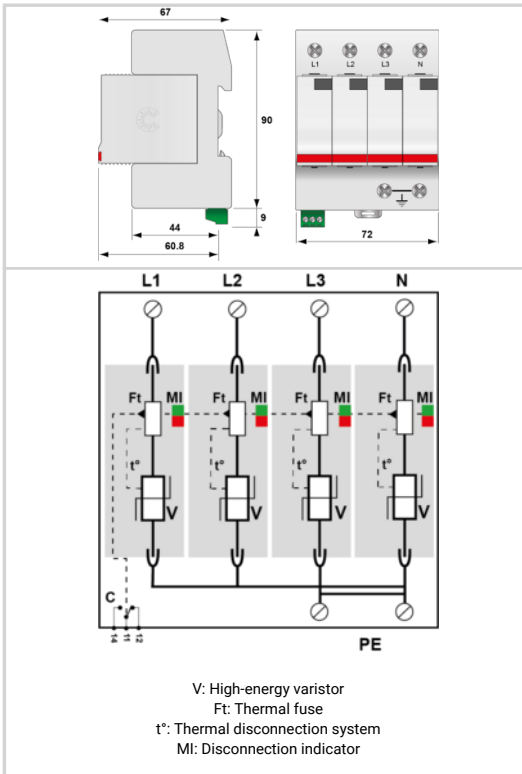 67
90
9
44
60.8
L1 L2 L3 N
72
L1 L2 L3 N
Ft MI Ft MI Ft MI Ft MI
t° t° t° t°
V V V V
C
14 11 12
PE
V: High-energy varistor
Ft: Thermal fuse
t°: Thermal disconnection system
MI: Disconnection indicator